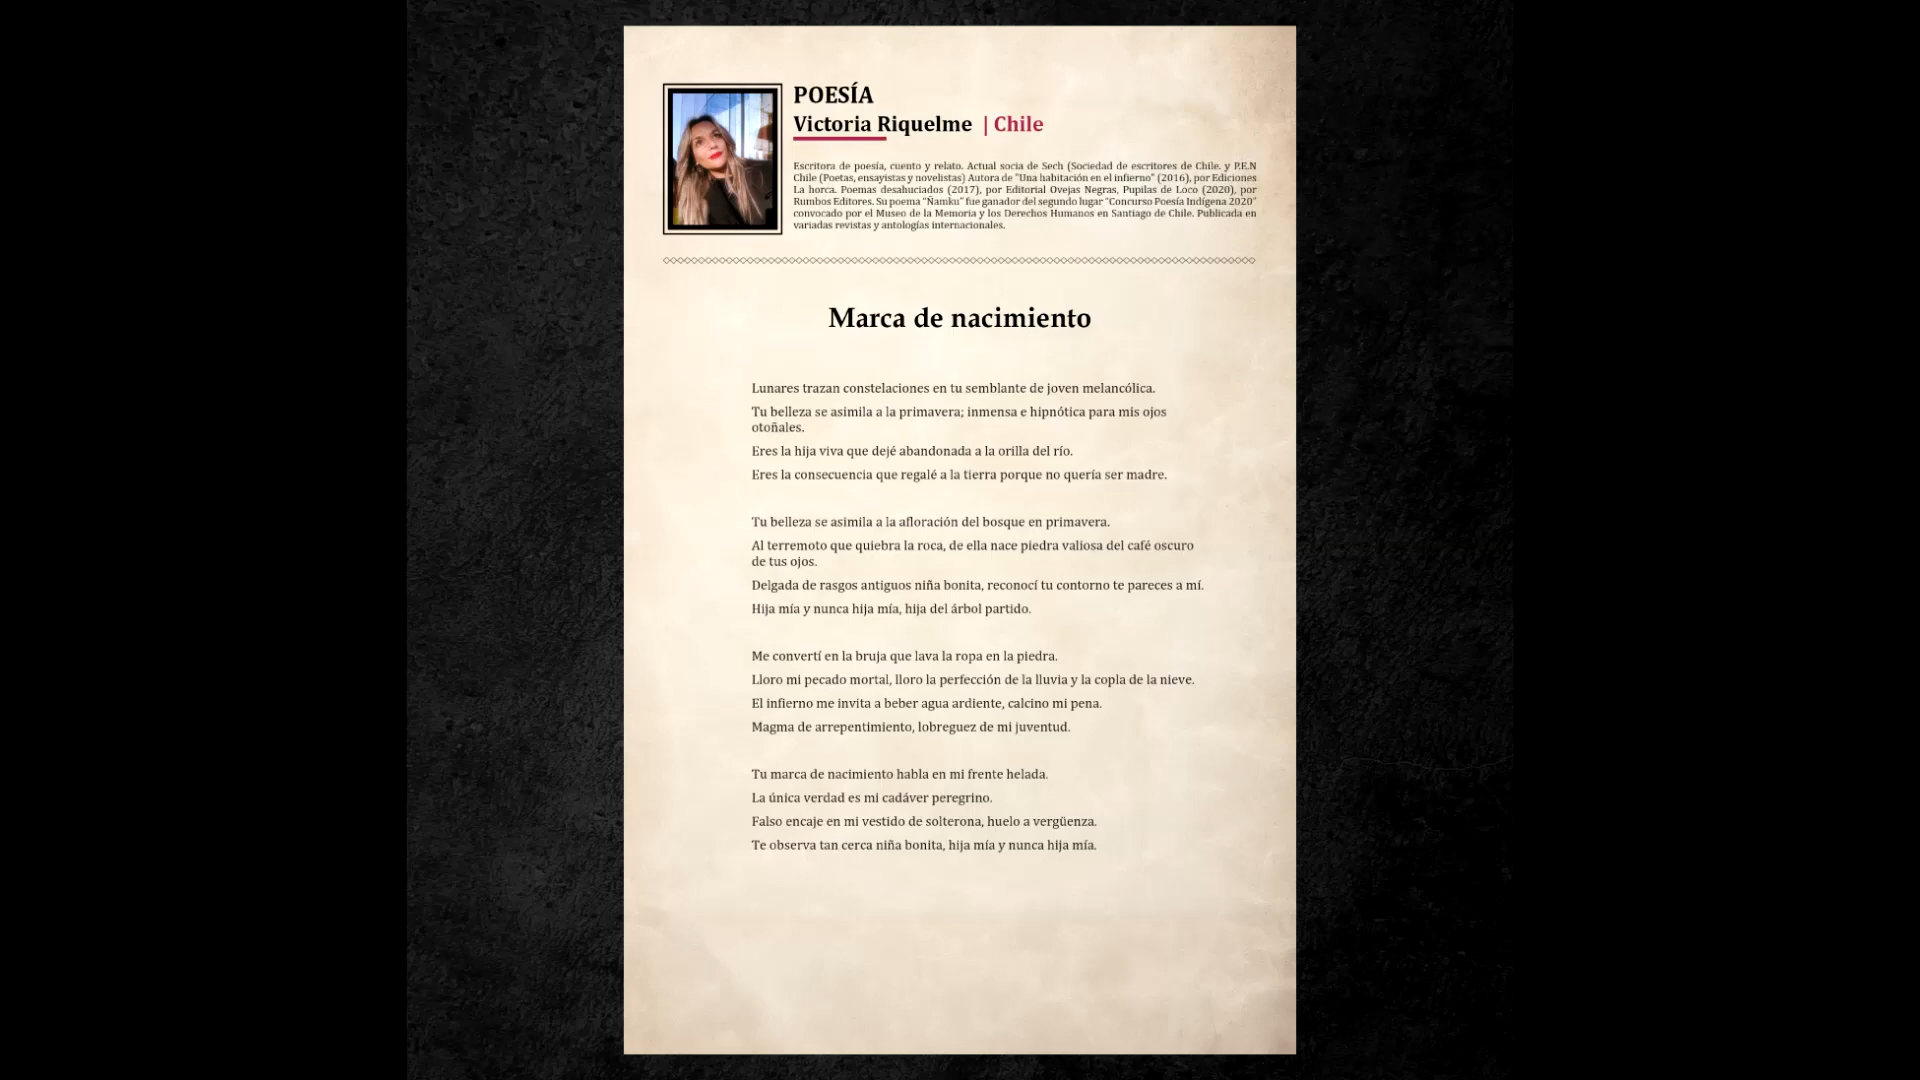 POESÍA
Victoria Riquelme | Chile
Escritora de poesía, cuento y relato. Actual socia de Sech (Sociedad de escritores de Chile. y P.E.N
Chile (Poetas, ensayistas y novelistas) Autora de "Una habitación en el infierno" (2016), por Ediciones
La horca. Poemas desahuciados (2017), por Editorial Ovejas Negras, Pupilas de Loco (2020), por
Rumbos Editores. Su poema "Ñamku" fue ganador del segundo lugar "Concurso Poesía Indígena 2020"
convocado por el Museo de la Memoria y los Derechos Humanos en Santiago de Chile. Publicada en
variadas revistas y antologías internacionales.
Marca de nacimiento
Lunares trazan constelaciones en tu semblante de joven melancólica.
Tu belleza se asimila a la primavera; inmensa e hipnótica para mis ojos
otoñales.
Eres la hija viva que dejé abandonada a la orilla del río.
Eres la consecuencia que regalé a la tierra porque no quería ser madre.
Tu belleza se asimila a la afloración del bosque en primavera.
Al terremoto que quiebra la roca, de ella nace piedra valiosa del café oscuro
de tus ojos.
Delgada de rasgos antiguos niña bonita, reconocí tu contorno te pareces a mí.
Hija mía y nunca hija mía, hija del árbol partido.
Me convertí en la bruja que lava la ropa en la piedra.
Lloro mi pecado mortal, lloro la perfección de la lluvia y la copla de la nieve.
El infierno me invita a beber agua ardiente, calcino mi pena.
Magma de arrepentimiento, lobreguez de mi juventud.
Tu marca de nacimiento habla en mi frente helada.
La única verdad es mi cadáver peregrino.
Falso encaje en mi vestido de solterona, huelo a vergüenza.
Te observa tan cerca niña bonita, hija mía y nunca hija mía.